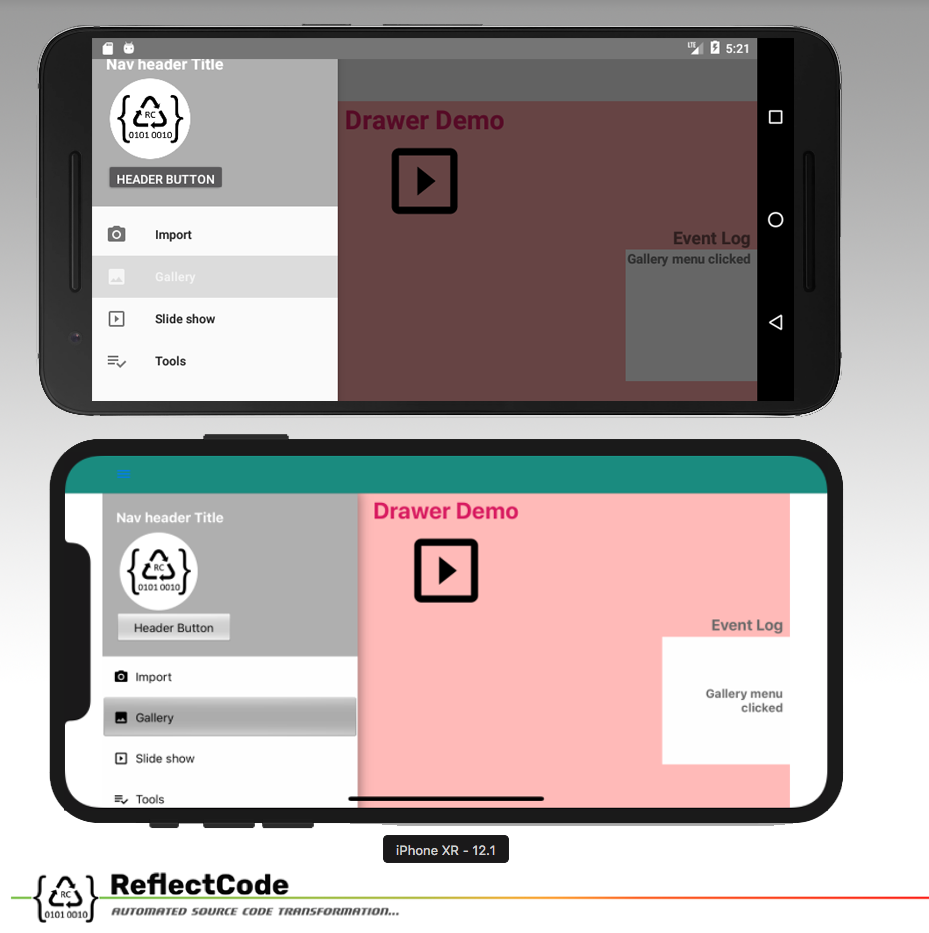 LTE 5:21
Nav header Title
RC
0101 0010
HEADER BUTTON
Import
Gallery
Slide show
Tools
Drawer Demo
Event Log
Gallery menu clicked
Nav header Title
RC
0101 0010
Header Button
Import
Gallery
Slide show
Tools
Drawer Demo
Event Log
Gallery menu
clicked
iPhone XR - 12.1
RC
0101 0010
ReflectCode
AUTOMATED SOURCE CODE TRANSFORMATION...